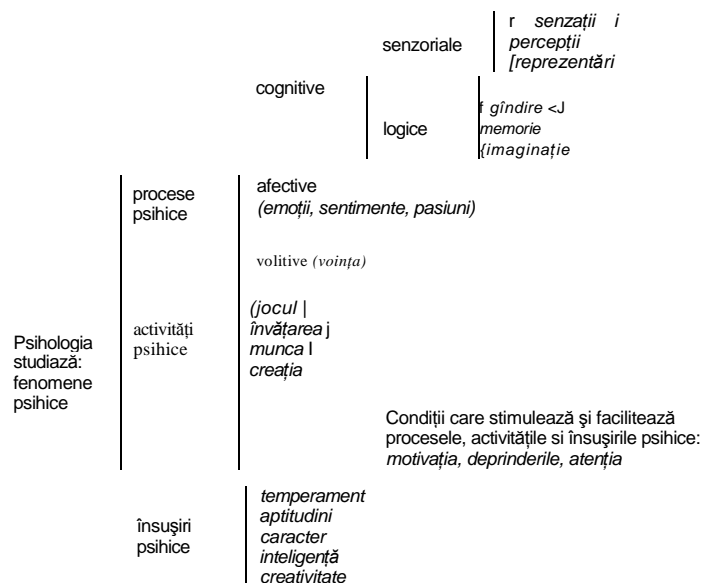 senzoriale
r senzații i
percepții
[reprezentări
cognitive
logice
f gîndire <J
memorie
{imaginație
procese
psihice
afective
(emoții, sentimente, pasiuni)
volitive (voința)
Psihologia
studiază:
fenomene
psihice
activități
psihice
(jocul |
învățarea j
munca l
creația
Condiții care stimulează şi facilitează
procesele, activitățile si însuşirile psihice:
motivația, deprinderile, atenția
însuşiri
psihice
temperament
aptitudini
caracter
inteligență
creativitate